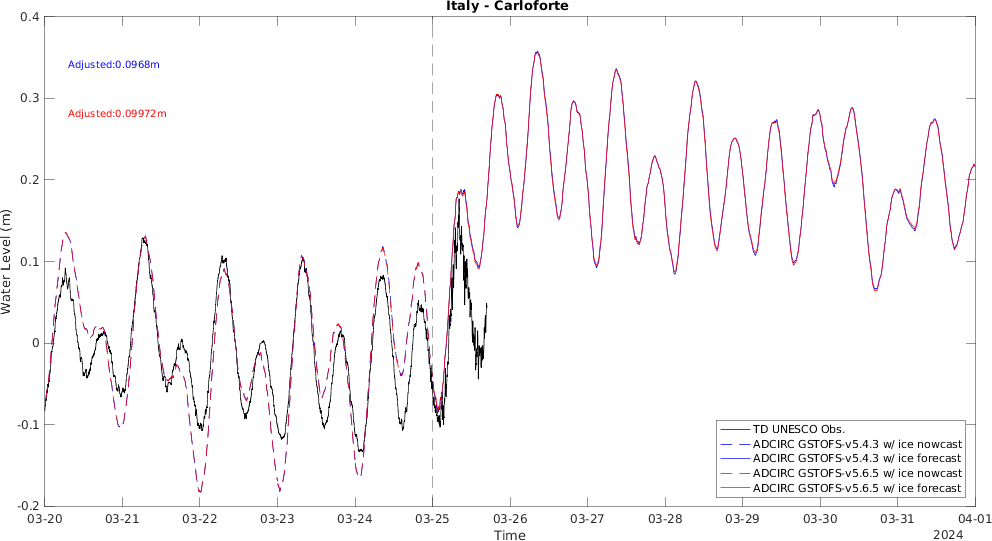 Italy - Carloforte
Adjusted:0.0968m
Adjusted:0.09972m
Water Level (m)
0.4
0.3
0.2
0.1
0
-0.1
-0.2
03-20 03-21 03-22 03-23 03-24 03-25 03-26 03-27 03-28 03-29 03-30 03-31 04-01
Time
2024
TD UNESCO Obs.
ADCIRC GSTOFS-v5.4.3 w/ ice nowcast
ADCIRC GSTOFS-v5.4.3 w/ ice forecast
ADCIRC GSTOFS-v5.6.5 w/ ice nowcast
ADCIRC GSTOFS-v5.6.5 w/ ice forecast